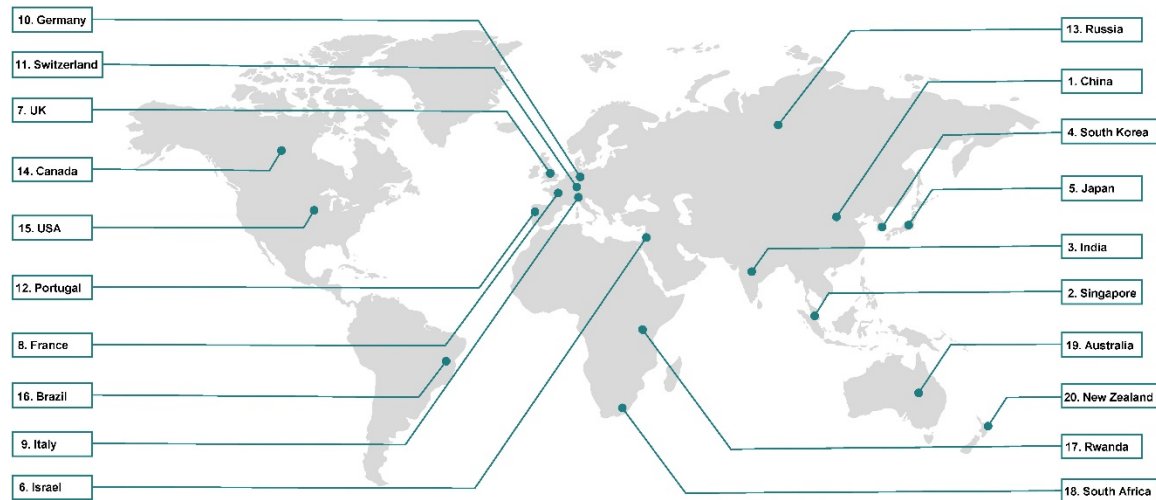 10. Germany
11. Switzerland
7. UK
14. Canada
15. USA
12. Portugal
8. France
16. Brazil
9. Italy
6. Israel
13. Russia
1. China
4. South Korea
5. Japan
3. India
2. Singapore
19. Australia
20. New Zealand
17. Rwanda
18. South Africa